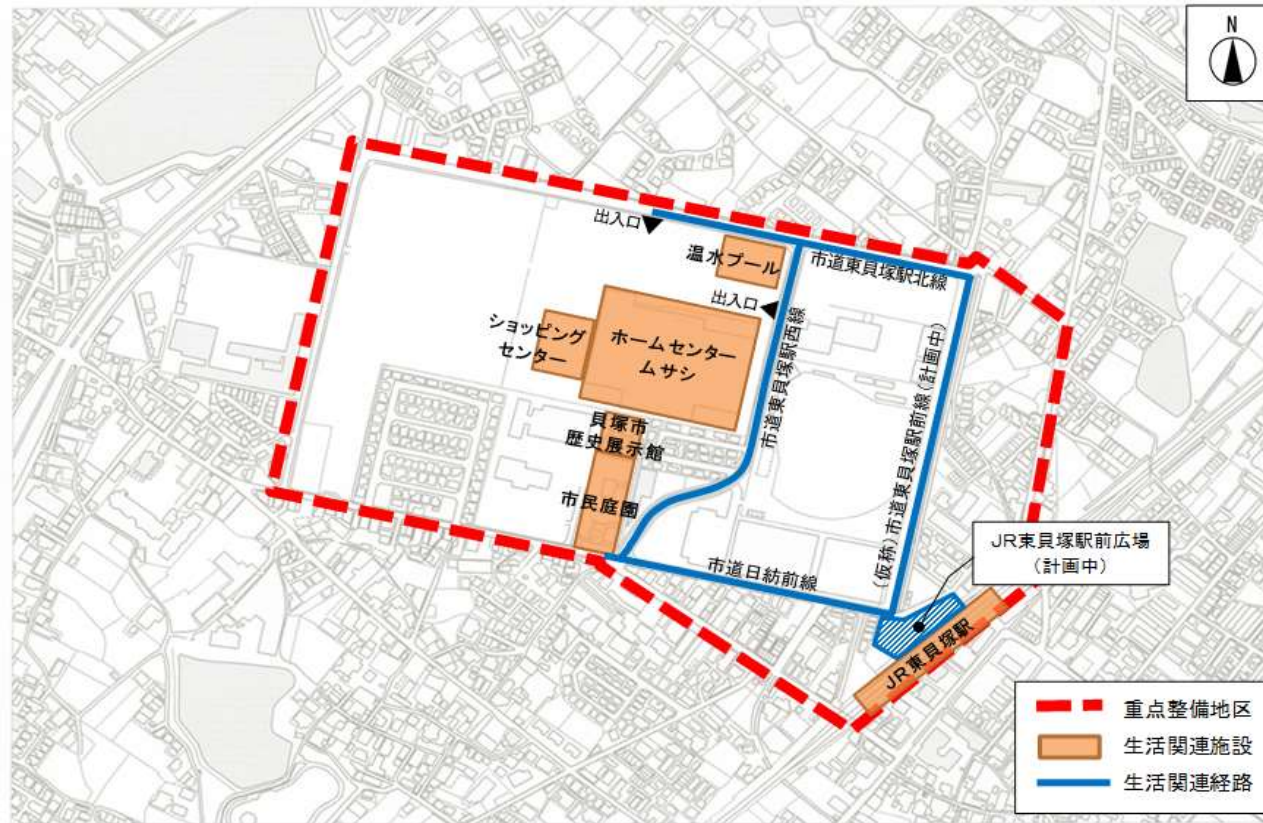 N
出入口
温水プール
市道東貝塚駅北線
出入口
ショッピング
センター
ホームセンター
ムサシ
市道東貝塚駅西線
(仮称)市道東貝塚駅前線(計画中)
貝塚市
歴史展示館
市民庭園
市道日紡前線
JR東貝塚駅前広場
(計画中)
JR東貝塚駅
重点整備地区
生活関連施設
生活関連経路